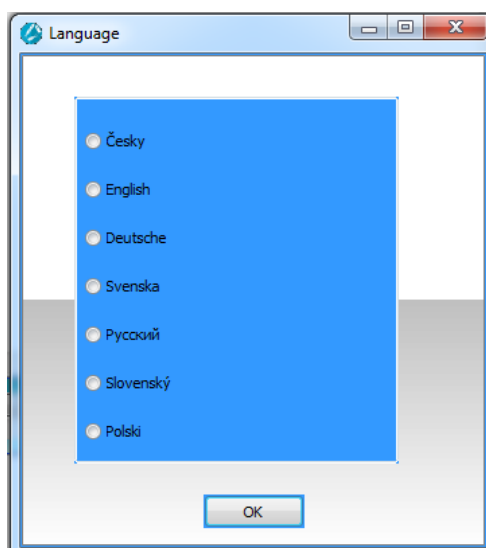 Language
Česky
English
Deutsche
Svenska
Русский
Slovenský
Polski
OK